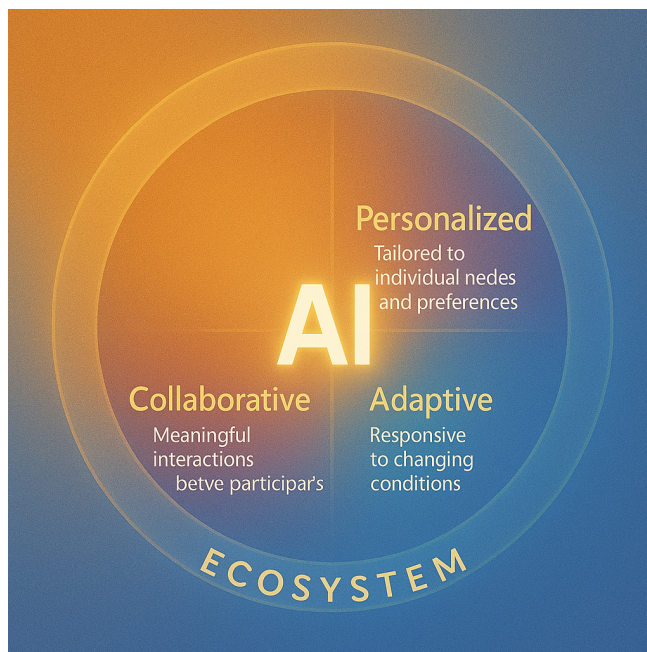 Personalized
Tailored to
individual nedes
and preferences
AI
Collaborative
Meaningful
interactions
betve participar's
Adaptive
Responsive
to changing
conditions
ECOSYSTEM